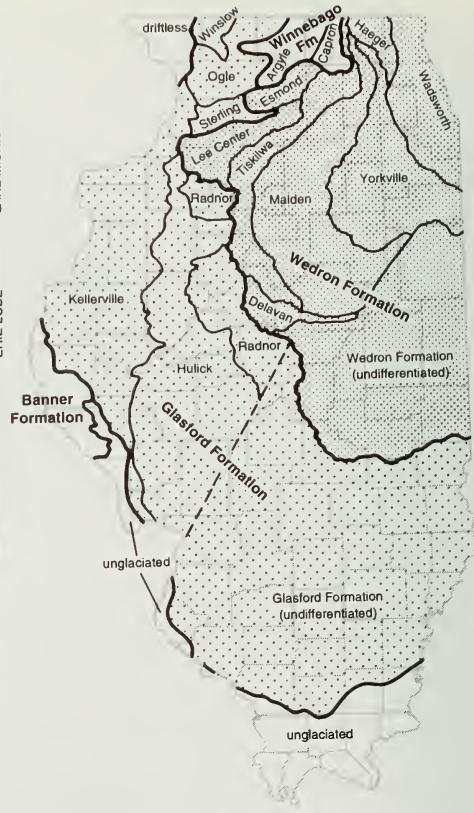 driftless
Winslow
Winnebago
Fm
Haeger
Ogle
Argyle
Capron
Wadsworth
Sterling
Esmond
Lee Center
Tiskilwa
Yorkville
Radnor
Malden
Wedron Formation
Kellerville
Delavan
Radnor
Wedron Formation
(undifferentiated)
Hulick
Banner
Formation
Glasford Formation
unglaciated
Glasford Formation
(undifferentiated)
unglaciated